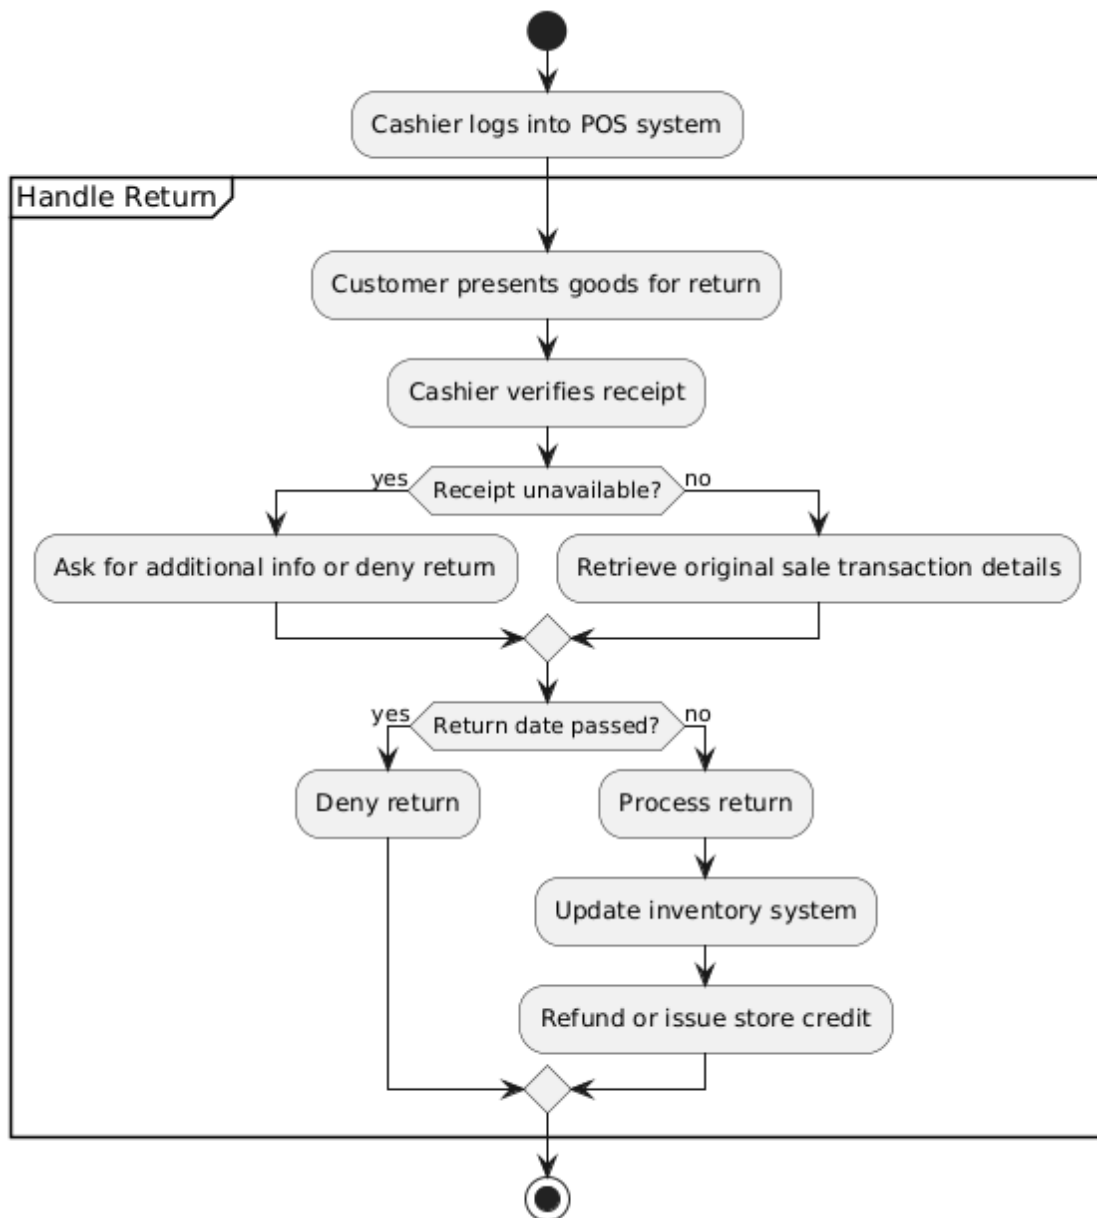 Cashier logs into POS system
Handle Return
Customer presents goods for return
Cashier verifies receipt
yes
Receipt unavailable?
no
Ask for additional info or deny return
Retrieve original sale transaction details
yes
Return date passed?
no
Deny return
Process return
Update inventory system
Refund or issue store credit